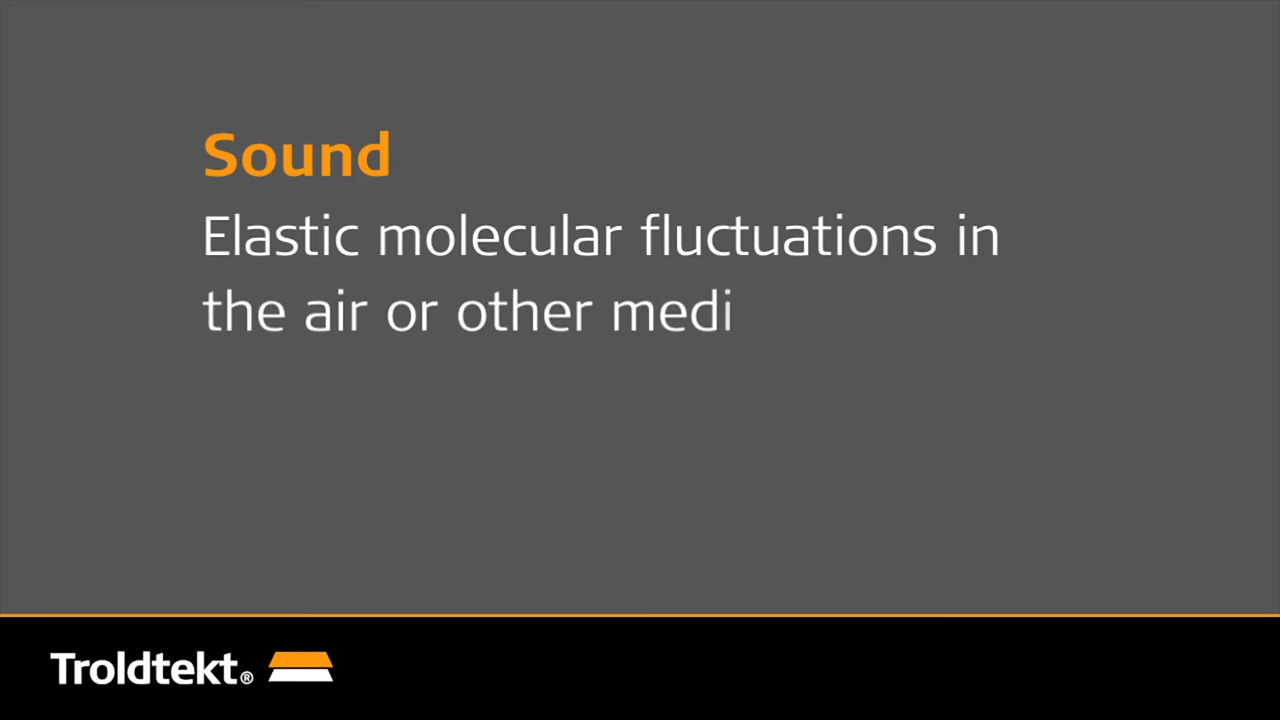 Sound
Elastic molecular fluctuations in
the air or other medi
Troldtekt®